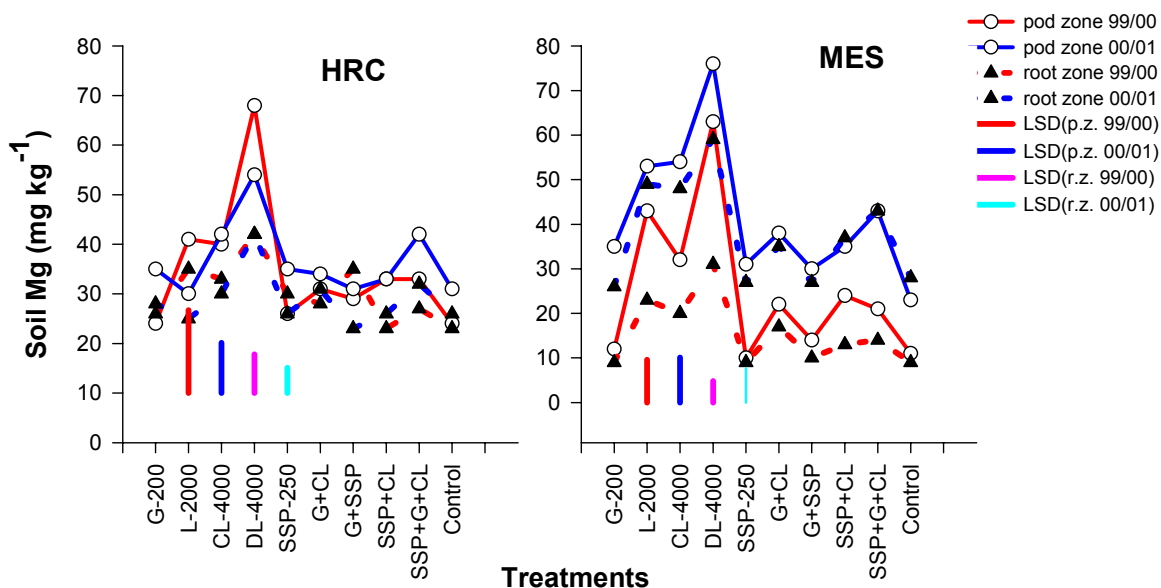 HRC
MES
Soil Mg (mg kg-1)
80
70
60
50
40
30
20
10
0
80
70
60
50
40
30
20
10
0
G-200
L-2000
CL-4000
DL-4000
SSP-250
G+CL
G+SSP
SSP+CL
SSP+G+CL
Control
G-200
L-2000
CL-4000
DL-4000
SSP-250
G+CL
G+SSP
SSP+CL
SSP+G+CL
Control
Treatments
pod zone 99/00
pod zone 00/01
root zone 99/00
root zone 00/01
LSD(p.z. 99/00)
LSD(p.z. 00/01)
LSD(r.z. 99/00)
LSD(r.z. 00/01)